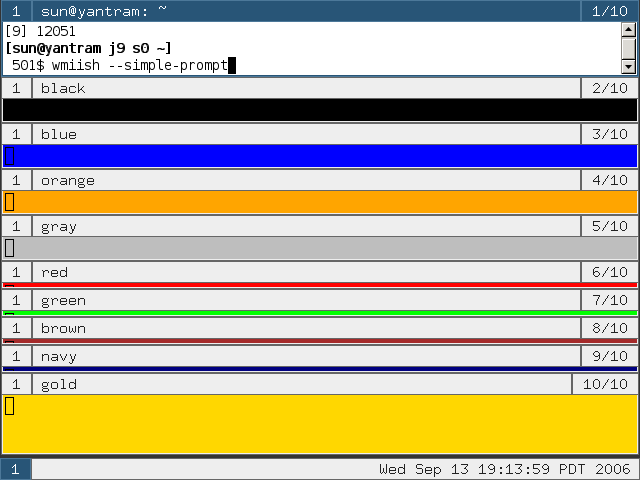 1 sun@yantram: ~ 1/10
[9] 12051
[sun@yantram j9 s0 ~]
501$ wmiish --simple-prompt
1 black 2/10
1 blue 3/10
1 orange 4/10
1 gray 5/10
1 red 6/10
1 green 7/10
1 brown 8/10
1 navy 9/10
1 gold 10/10
1 Wed Sep 13 19:13:59 PDT 2006